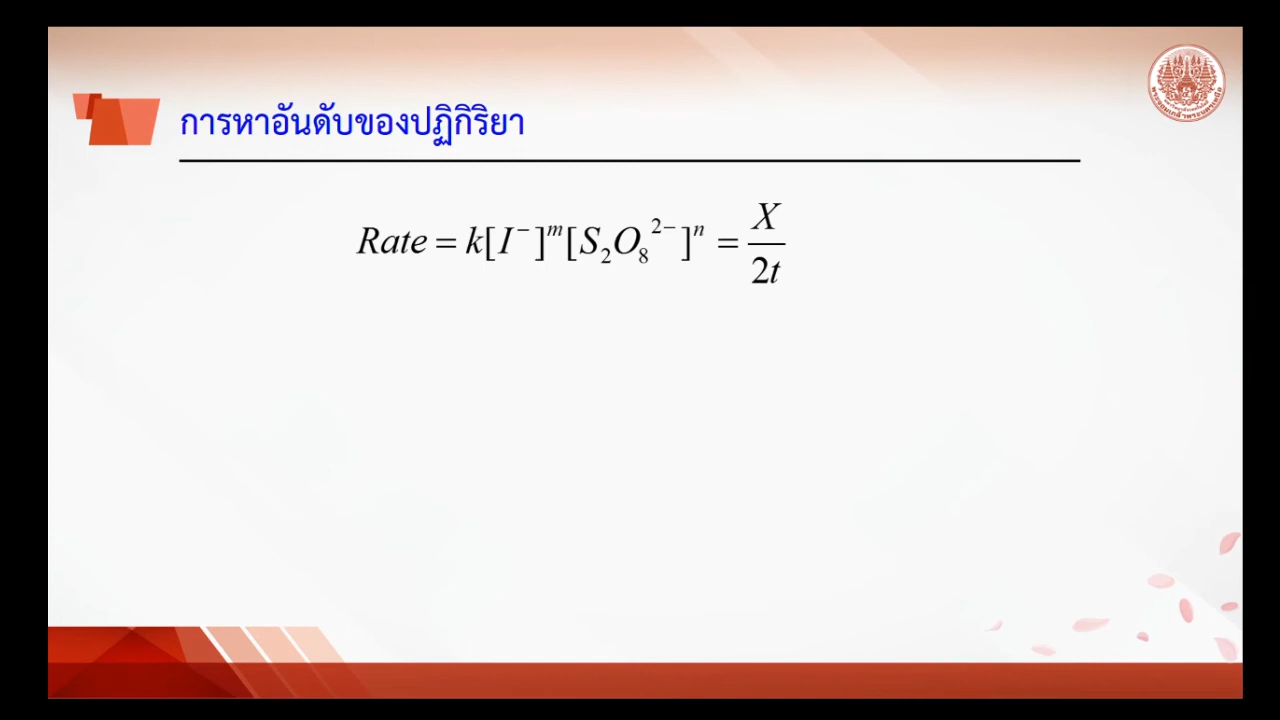 การหาอันดับของปฏิกิริยา
Rate = k[I⁻]ᵐ[S₂O₈²⁻]ⁿ = X/2t